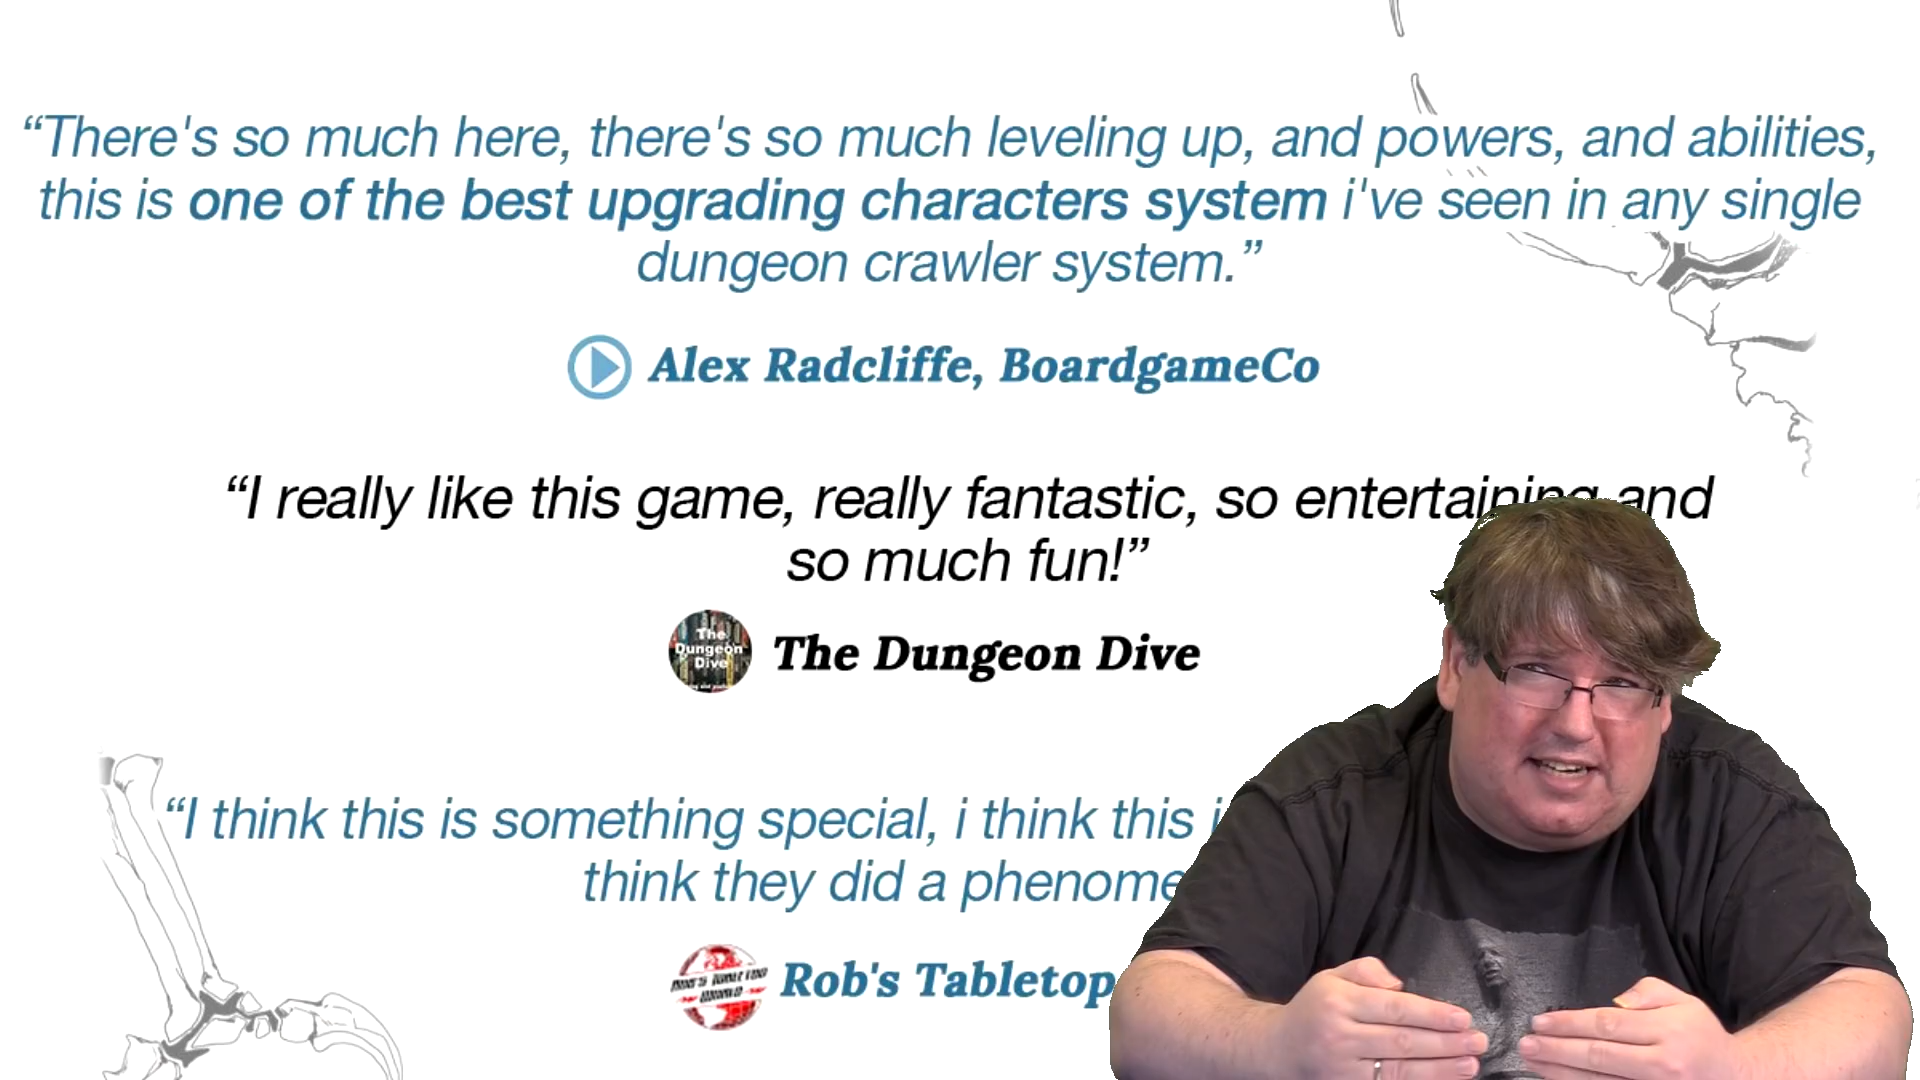 “There's so much here, there's so much leveling up, and powers, and abilities,
this is one of the best upgrading characters system i've seen in any single
dungeon crawler system.”
Alex Radcliffe, BoardgameCo
“I really like this game, really fantastic, so entertaining and
so much fun!”
The Dungeon Dive
The Dungeon Dive
“I think this is something special, i think this
think they did a
Rob's Tabletop